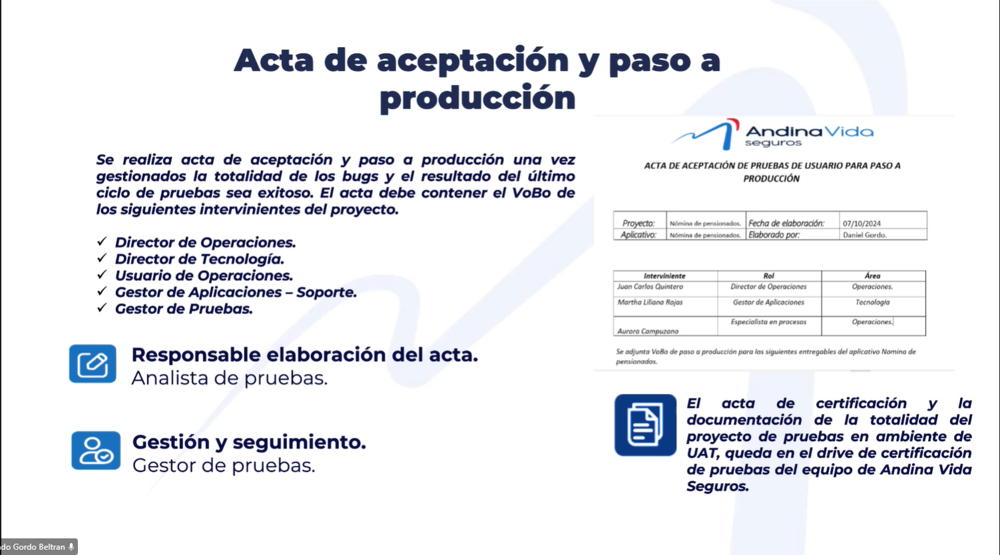 Acta de aceptación y paso a
producción
Se realiza acta de aceptación y paso a producción una vez
gestionados la totalidad de los bugs y el resultado del último
ciclo de pruebas sea exitoso. El acta debe contener el VoBo de
los siguientes intervinientes del proyecto.
✓ Director de Operaciones.
✓ Director de Tecnología.
✓ Usuario de Operaciones.
✓ Gestor de Aplicaciones – Soporte.
✓ Gestor de Pruebas.
Responsable elaboración del acta.
Analista de pruebas.
Gestión y seguimiento.
Gestor de pruebas.
AndinaVida
seguros
ACTA DE ACEPTACIÓN DE PRUEBAS DE USUARIO PARA PASO A
PRODUCCIÓN
Proyecto: Nómina de pensionados. Fecha de elaboración: 07/10/2024
Aplicativo: Nómina de pensionados. Elaborado por: Daniel Gordo.
Interviniente Rol Área
Juan Carlos Quintero Director de Operaciones Operaciones.
Martha Liliana Rojas Gestor de Aplicaciones Tecnología
Aurora Campuzano Especialista en procesos Operaciones.
Se adjunta VoBo de paso a producción para los siguientes entregables del aplicativo Nomina de
pensionados.
El acta de certificación y la
documentación de la totalidad del
proyecto de pruebas en ambiente de
UAT, queda en el drive de certificación
de pruebas del equipo de Andina Vida
Seguros.
do Gordo Beltran